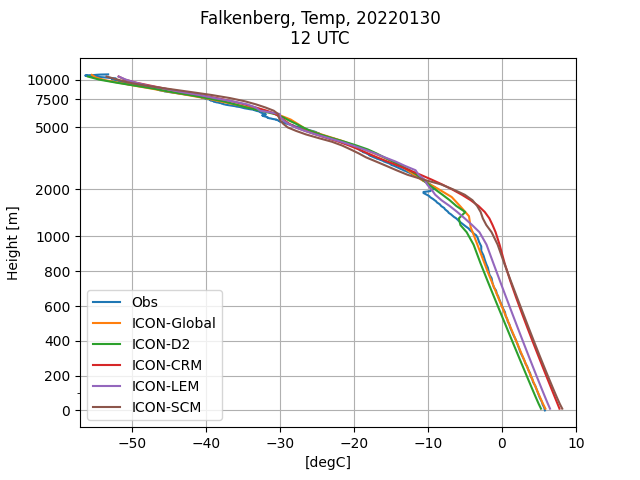 Falkenberg, Temp, 20220130
12 UTC
10000
7500
5000
2000
1000
800
600
400
200
0
Height [m]
Obs
ICON-Global
ICON-D2
ICON-CRM
ICON-LEM
ICON-SCM
−50 −40 −30 −20 −10 0 10
[degC]